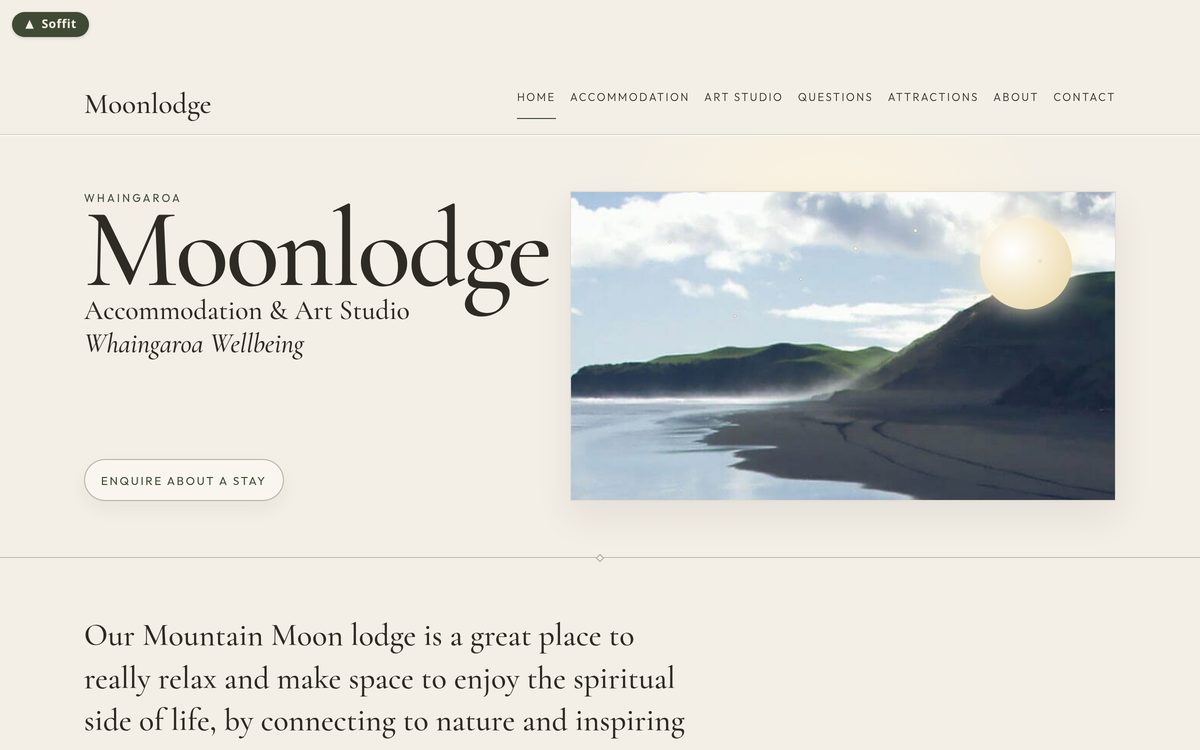 ▲ Soffit
Moonlodge
HOME ACCOMMODATION ART STUDIO QUESTIONS ATTRACTIONS ABOUT CONTACT
WHAINGAROA
Moonlodge
Accommodation & Art Studio
Whaingaroa Wellbeing
ENQUIRE ABOUT A STAY
Our Mountain Moon lodge is a great place to
really relax and make space to enjoy the spiritual
side of life, by connecting to nature and inspiring